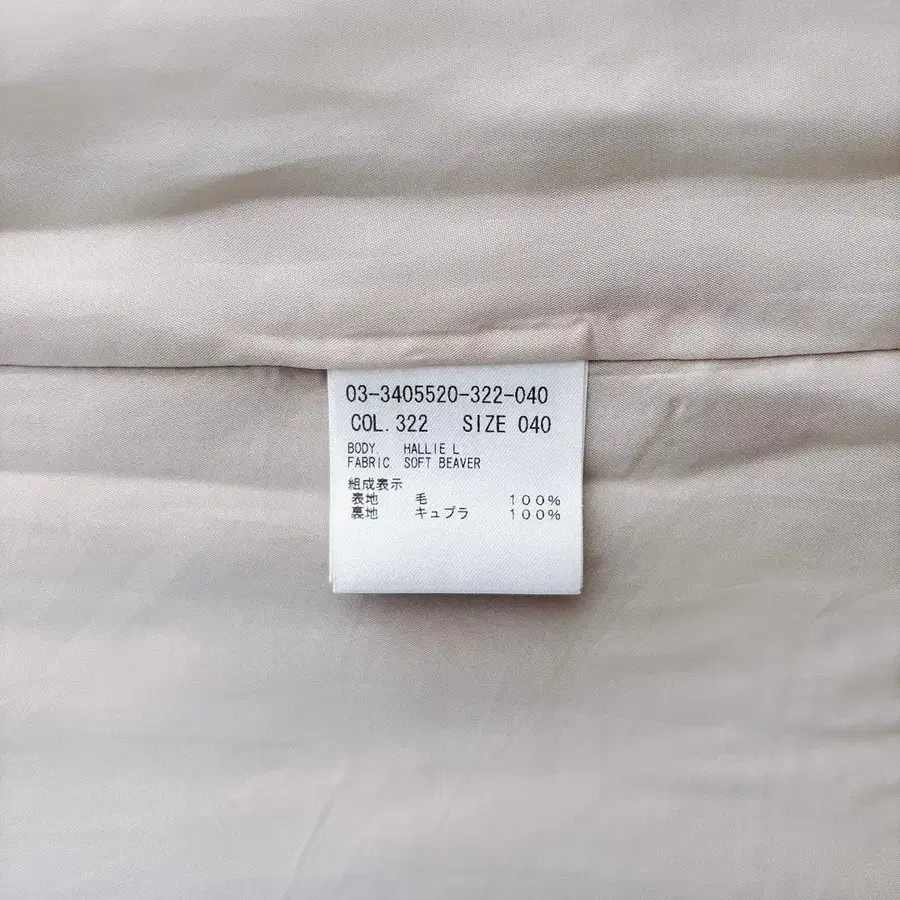 03-3405520-322-040
COL. 322 SIZE 040
BODY. HALLIE L
FABRIC SOFT BEAVER
組成表示
表地 毛 100%
裏地 キュプラ 100%